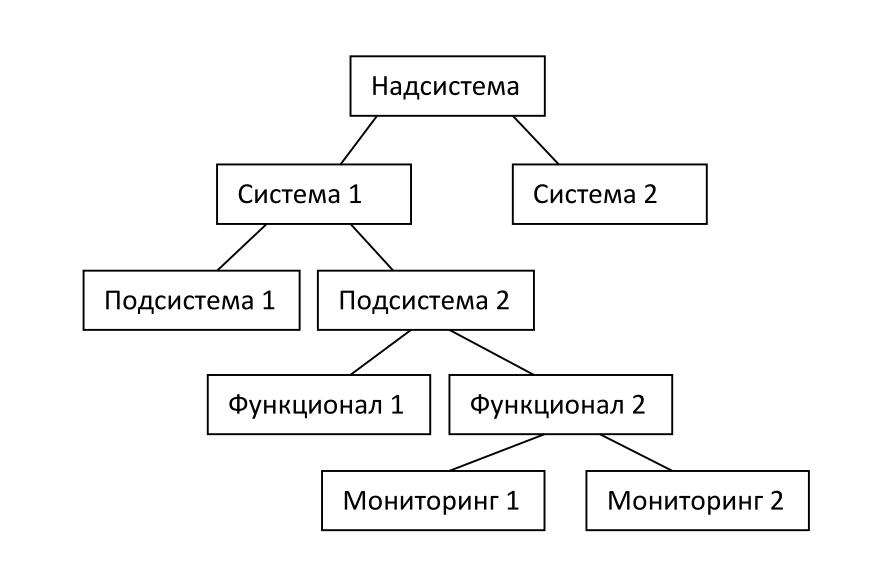 Надсистема
Система 1
Система 2
Подсистема 1
Подсистема 2
Функционал 1
Функционал 2
Мониторинг 1
Мониторинг 2